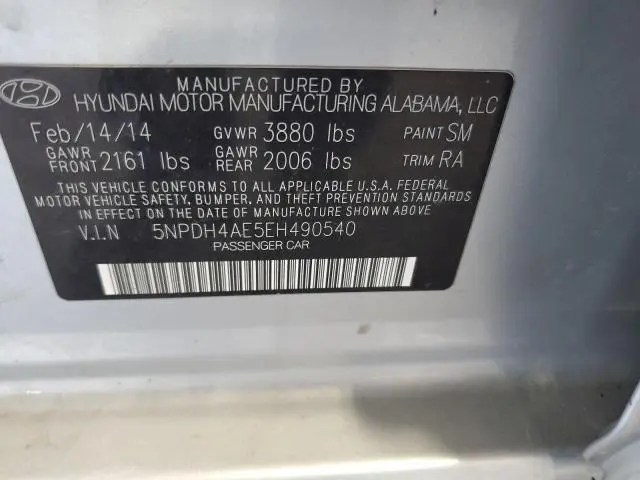 MANUFACTURED BY
HYUNDAI MOTOR MANUFACTURING ALABAMA, LLC
Feb/14/14 GVWR 3880 lbs PAINT SM
GAWR FRONT 2161 lbs GAWR REAR 2006 lbs TRIM RA
THIS VEHICLE CONFORMS TO ALL APPLICABLE U.S.A. FEDERAL
MOTOR VEHICLE SAFETY, BUMPER, AND THEFT PREVENTION STANDARDS
IN EFFECT ON THE DATE OF MANUFACTURE SHOWN ABOVE.
V.I.N 5NPDH4AE5EH490540
PASSENGER CAR